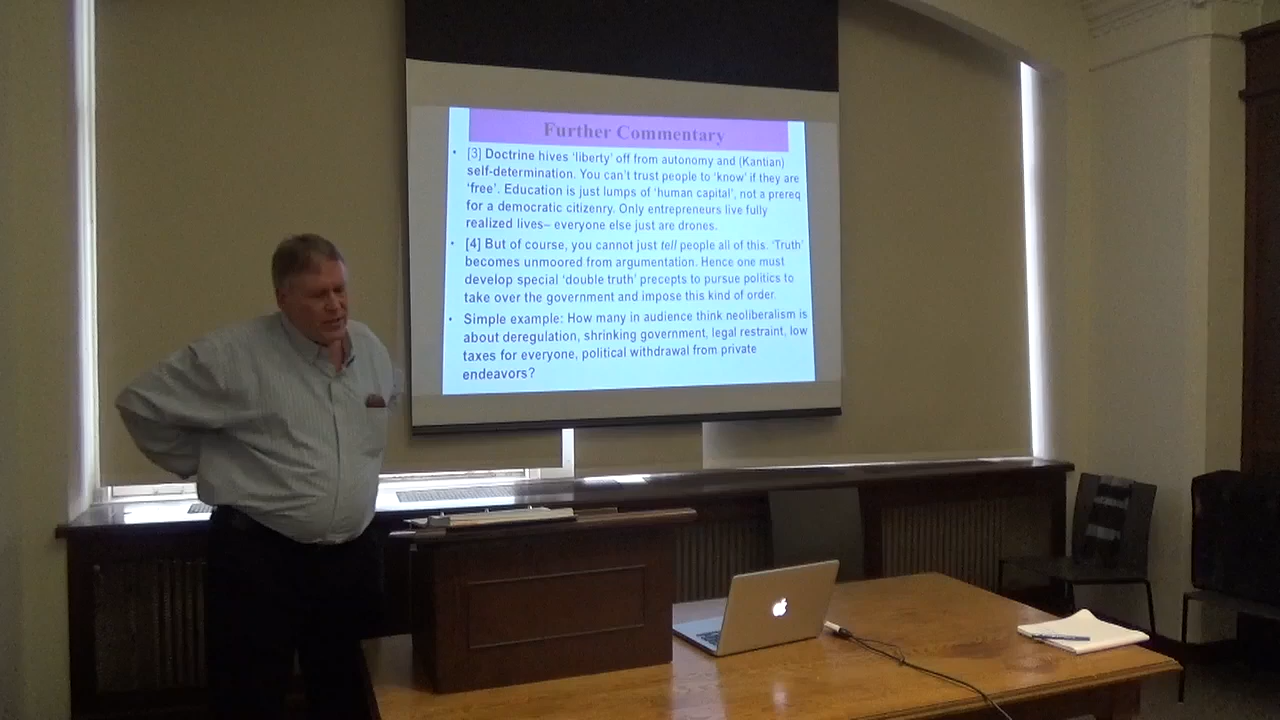 Further Commentary
• [3] Doctrine hives ‘liberty’ off from autonomy and (Kantian)
self-determination. You can’t trust people to ‘know’ if they are
‘free’. Education is just lumps of ‘human capital’, not a prereq
for a democratic citizenry. Only entrepreneurs live fully
realized lives– everyone else just are drones.
• [4] But of course, you cannot just tell people all of this. ‘Truth’
becomes unmoored from argumentation. Hence one must
develop special ‘double truth’ precepts to pursue politics to
take over the government and impose this kind of order.
• Simple example: How many in audience think neoliberalism is
about deregulation, shrinking government, legal restraint, low
taxes for everyone, political withdrawal from private
endeavors?